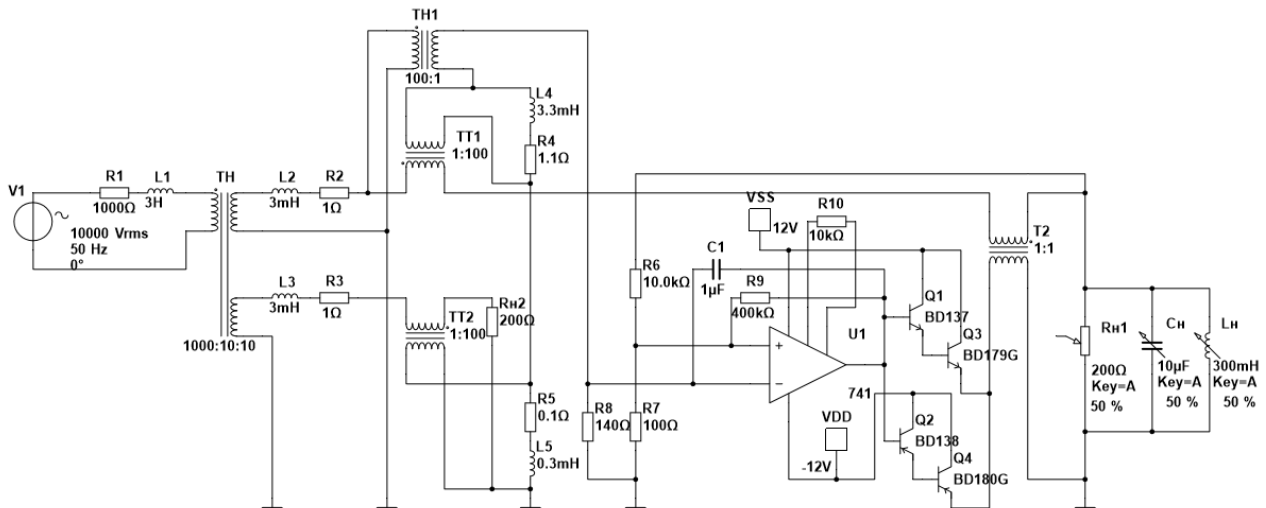 TH1
100:1
L4
3.3mH
TT1
1:100
R4
1.1Ω
V1
R1
1000Ω
L1
3H
TH
L2
3mH
R2
1Ω
10000 Vrms
50 Hz
0°
VSS
12V
R10
10kΩ
T2
1:1
C1
1µF
R6
10.0kΩ
R9
400kΩ
L3
3mH
R3
1Ω
Rн2
200Ω
TT2
1:100
1000:10:10
Q1
BD137
U1
Q3
BD179G
Rн1
200Ω
Key=A
50 %
Cн
10µF
Key=A
50 %
Lн
300mH
Key=A
50 %
+
−
741
R5
0.1Ω
R8
140Ω
R7
100Ω
VDD
-12V
Q2
BD138
L5
0.3mH
Q4
BD180G